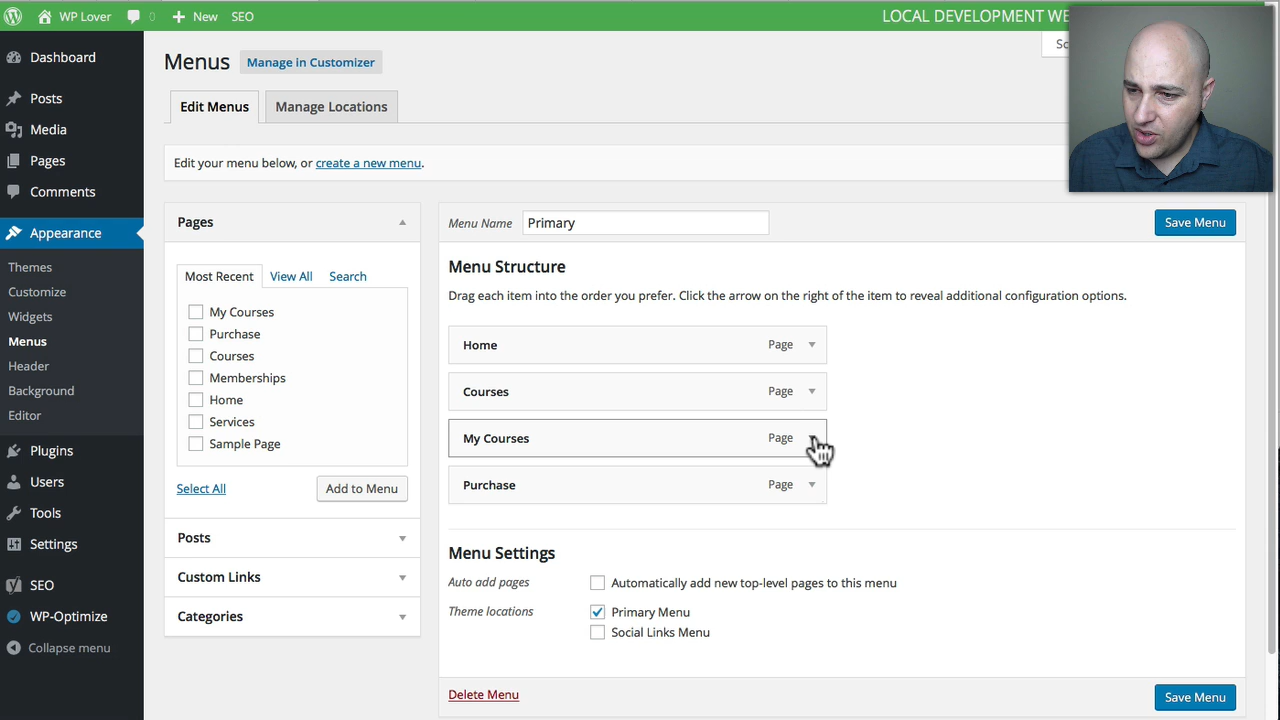 WP Lover 0 New SEO
LOCAL DEVELOPMENT WE
Dashboard
Posts
Media
Pages
Comments
Appearance
Themes
Customize
Widgets
Menus
Header
Background
Editor
Plugins
Users
Tools
Settings
SEO
WP-Optimize
Collapse menu
Menus Manage in Customizer
Edit Menus Manage Locations
Edit your menu below, or create a new menu.
Pages
Most Recent View All Search
My Courses
Purchase
Courses
Memberships
Home
Services
Sample Page
Select All Add to Menu
Posts
Custom Links
Categories
Menu Name Primary Save Menu
Menu Structure
Drag each item into the order you prefer. Click the arrow on the right of the item to reveal additional configuration options.
Home Page
Courses Page
My Courses Page
Purchase Page
Menu Settings
Auto add pages Automatically add new top-level pages to this menu
Theme locations Primary Menu
Social Links Menu
Delete Menu Save Menu